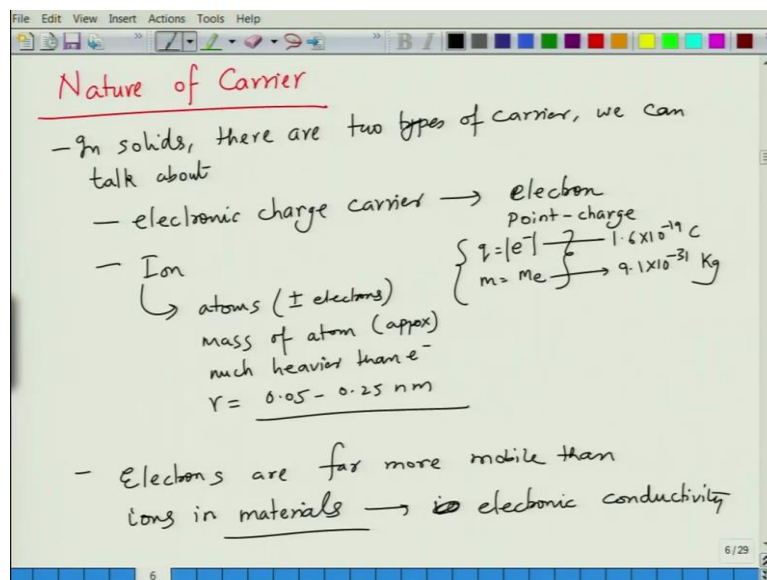 File Edit View Insert Actions Tools Help
B I
Nature of Carrier
- In solids, there are two types of carrier, we can
talk about
- electronic charge carrier → electron
point-charge
q = |e⁻| → 1.6×10⁻¹⁹ C
m = me → 9.1×10⁻³¹ Kg
- Ion
atoms (± electrons)
mass of atom (appox)
much heavier than e⁻
r = 0.05 - 0.25 nm
- Electrons are far more mobile than
ions in materials → electronic conductivity
6/29
6